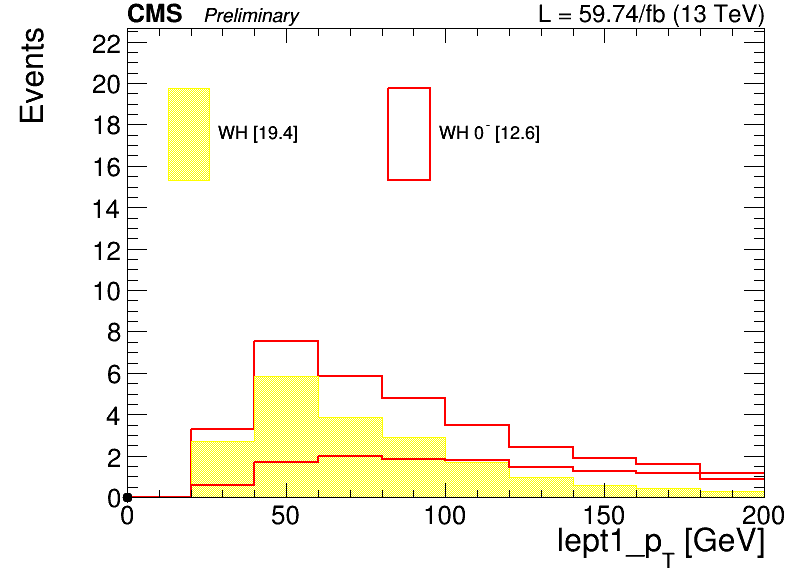 CMS Preliminary L = 59.74/fb (13 TeV)
Events
22
20
18
16
14
12
10
8
6
4
2
0
WH [19.4]
WH 0- [12.6]
0 50 100 150 200
lept1_p_T [GeV]